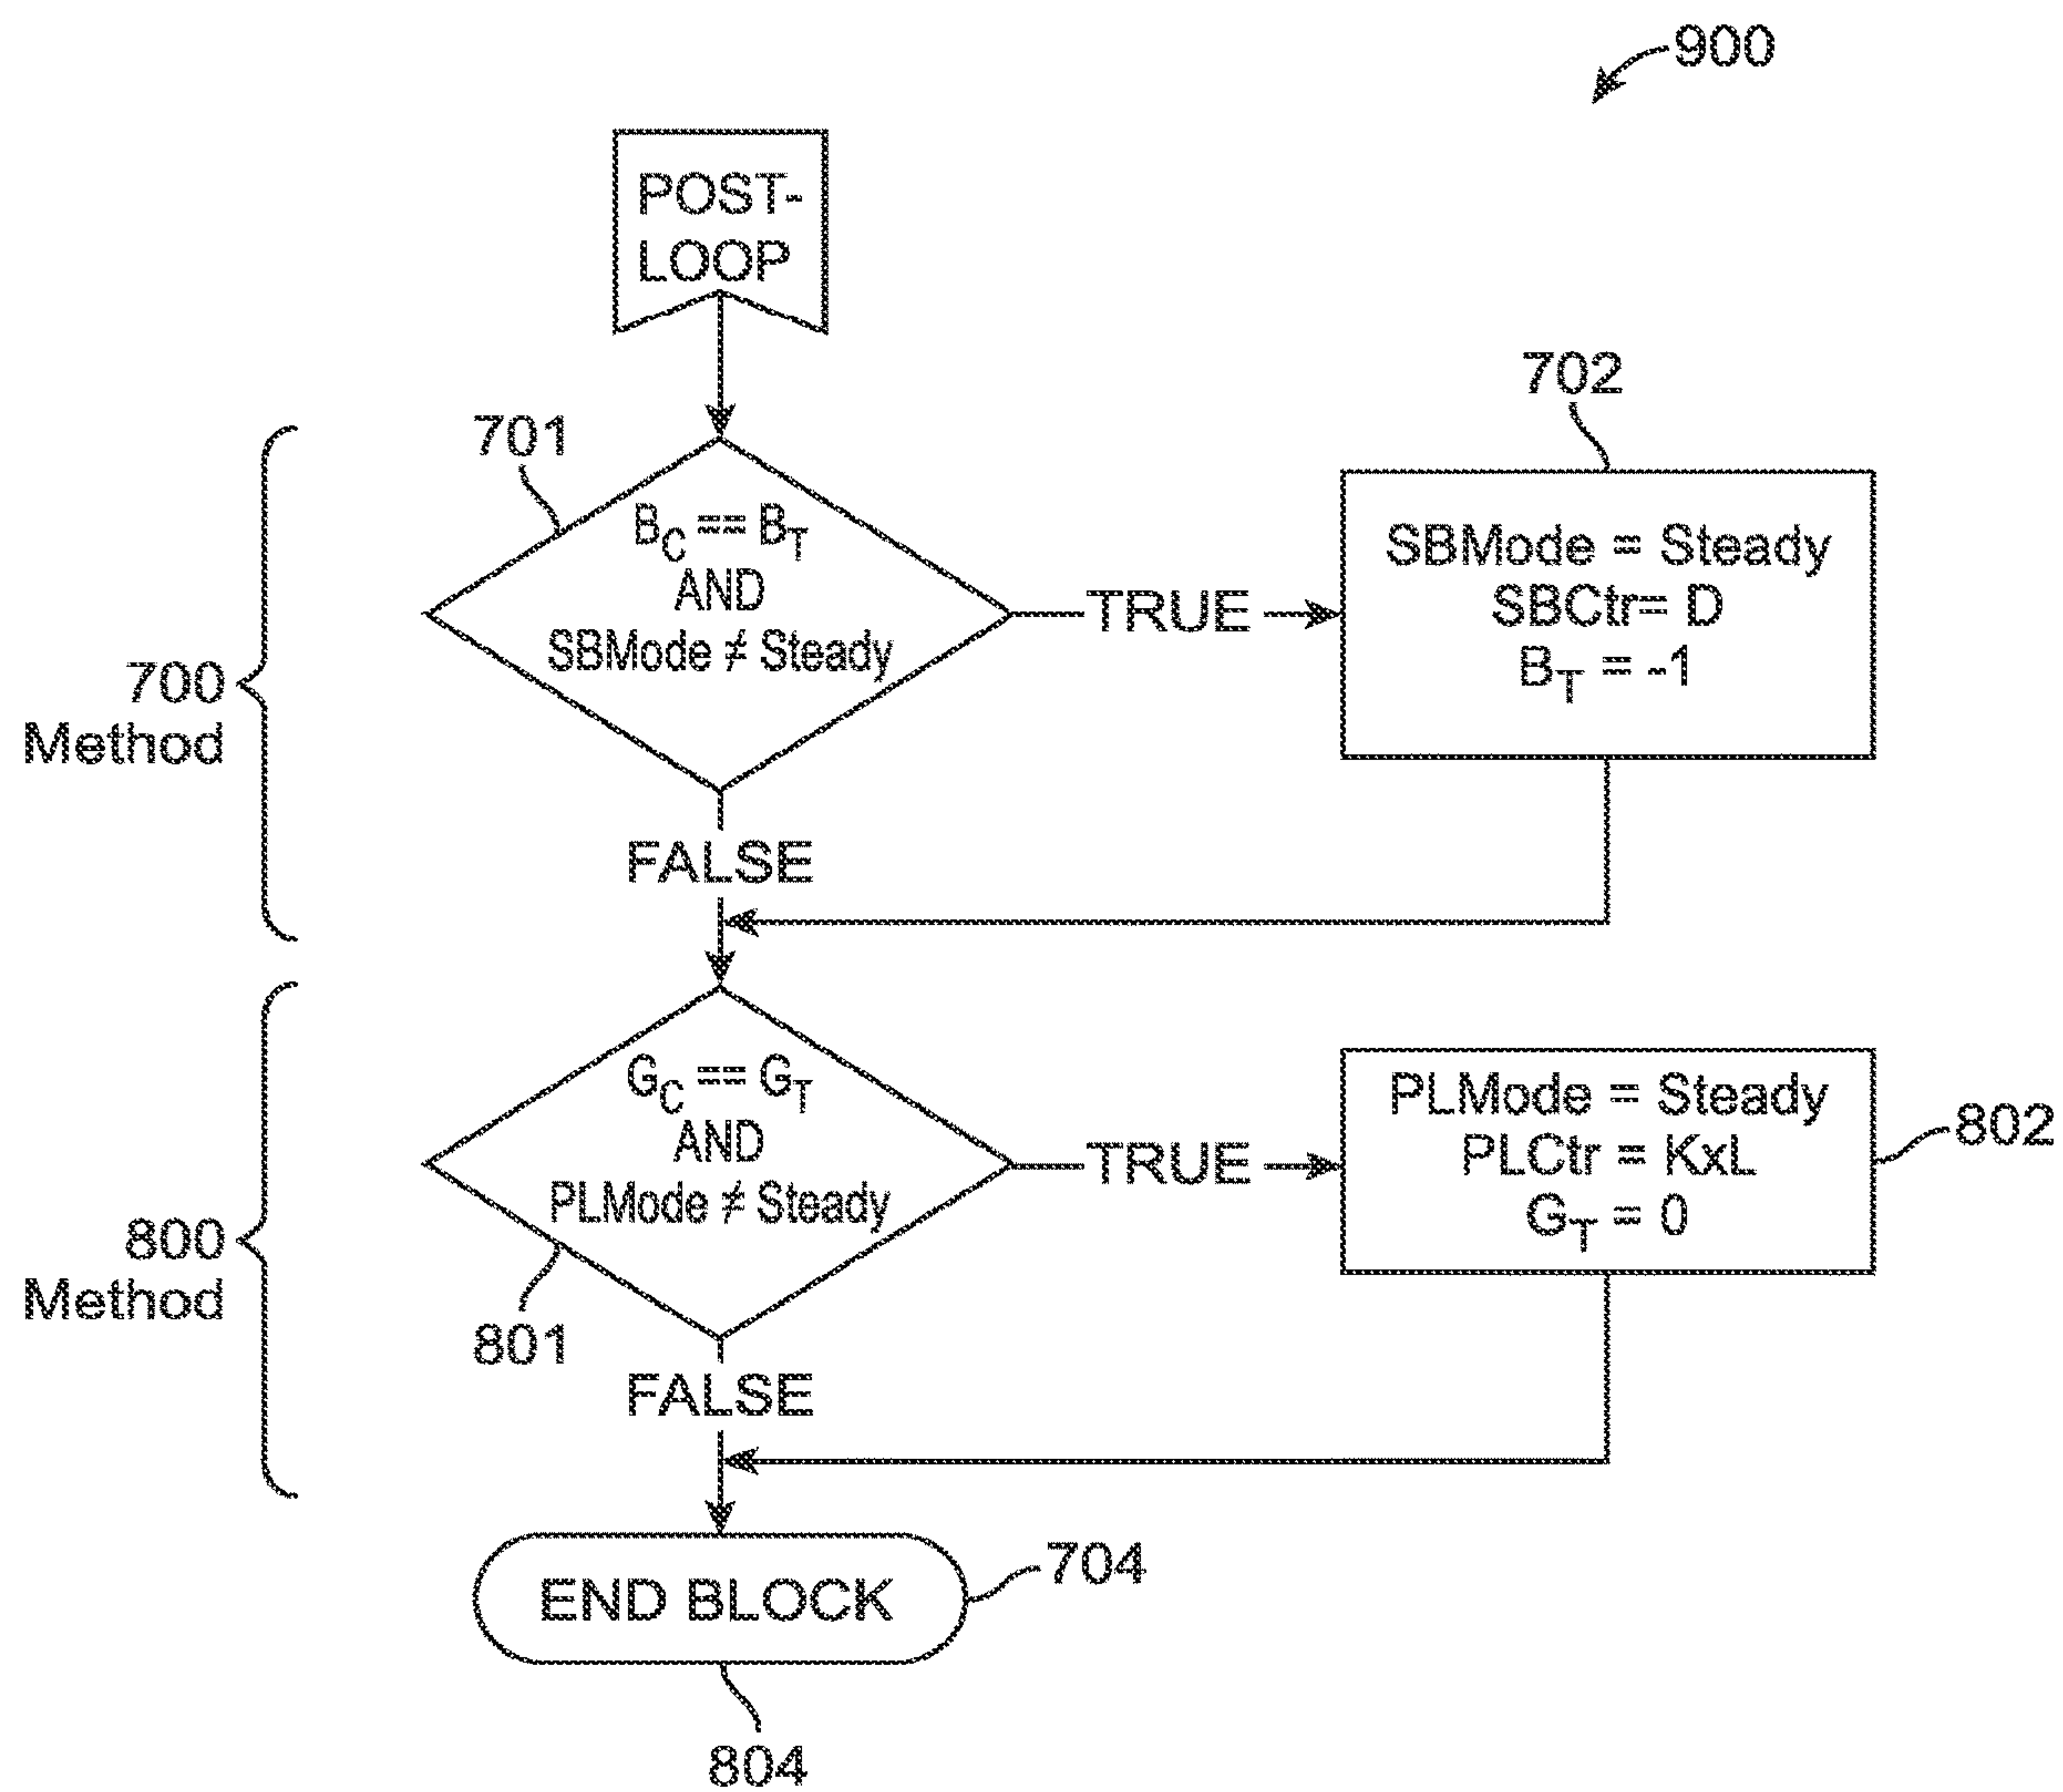 900
POST-
LOOP
701
B_C == B_T
AND
SBMode ≠ Steady
TRUE
702
SBMode = Steady
SBCtr= D
B_T = -1
700
Method
FALSE
G_C == G_T
AND
PLMode ≠ Steady
801
TRUE
PLMode = Steady
PLCtr = KxL
G_T = 0
802
800
Method
FALSE
END BLOCK
704
804